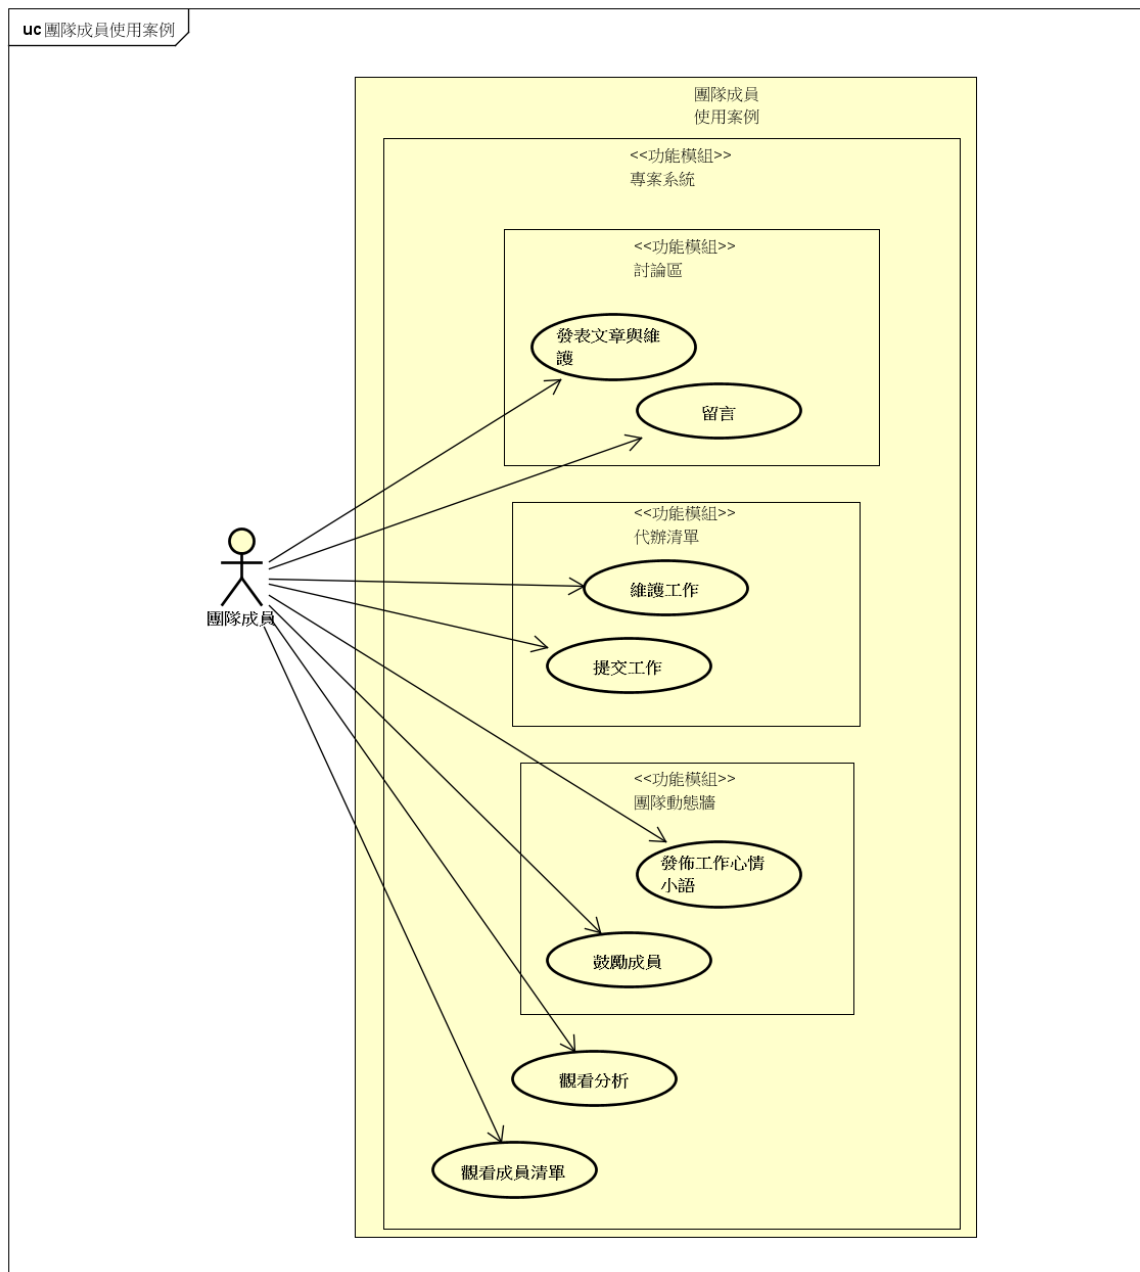 uc 團隊成員使用案例
團隊成員
使用案例
<<功能模組>>
專案系統
<<功能模組>>
討論區
發表文章與維
護
留言
<<功能模組>>
代辦清單
維護工作
提交工作
團隊成員
<<功能模組>>
團隊動態牆
發佈工作心情
小語
鼓勵成員
觀看分析
觀看成員清單